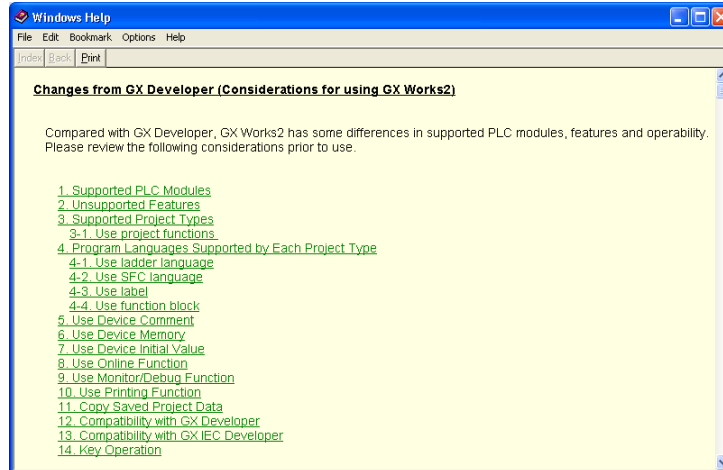 Windows Help
File Edit Bookmark Options Help
Index Back Print
Changes from GX Developer (Considerations for using GX Works2)
Compared with GX Developer, GX Works2 has some differences in supported PLC modules, features and operability.
Please review the following considerations prior to use.
1. Supported PLC Modules
2. Unsupported Features
3. Supported Project Types
3-1. Use project functions
4. Program Languages Supported by Each Project Type
4-1. Use ladder language
4-2. Use SFC language
4-3. Use label
4-4. Use function block
5. Use Device Comment
6. Use Device Memory
7. Use Device Initial Value
8. Use Online Function
9. Use Monitor/Debug Function
10. Use Printing Function
11. Copy Saved Project Data
12. Compatibility with GX Developer
13. Compatibility with GX IEC Developer
14. Key Operation